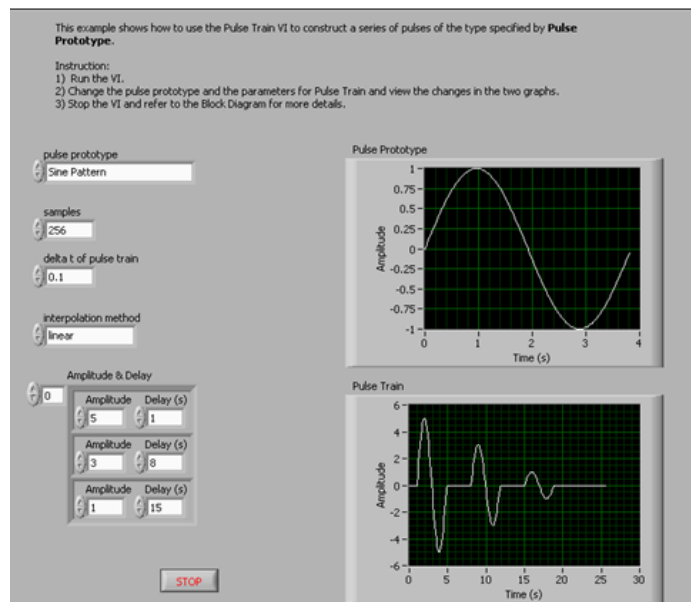 This example shows how to use the Pulse Train VI to construct a series of pulses of the type specified by Pulse
Prototype.
Instruction:
1) Run the VI.
2) Change the pulse prototype and the parameters for Pulse Train and view the changes in the two graphs.
3) Stop the VI and refer to the Block Diagram for more details.
pulse prototype
Sine Pattern
samples
256
delta t of pulse train
0.1
interpolation method
linear
Amplitude & Delay
0
Amplitude Delay (s)
5 1
Amplitude Delay (s)
3 8
Amplitude Delay (s)
1 15
STOP
Pulse Prototype
Amplitude
1
0.75
0.5
0
-0.25
-0.5
-0.75
-1
0 1 2 3 4
Time (s)
Pulse Train
Amplitude
6
4
2
0
-2
-4
-6
0 5 10 15 20 25 30
Time (s)